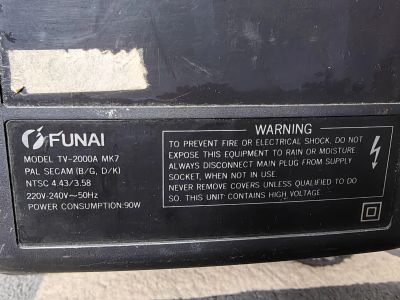 FUNAI
MODEL TV-2000A MK7
PAL SECAM (B/G, D/K)
NTSC 4.43/3.58
220V-240V~50Hz
POWER CONSUMPTION:90W
WARNING
TO PREVENT FIRE OR ELECTRICAL SHOCK, DO NOT
EXPOSE THIS EQUIPMENT TO RAIN OR MOISTURE.
ALWAYS DISCONNECT MAIN PLUG FROM SUPPLY
SOCKET, WHEN NOT IN USE.
NEVER REMOVE COVERS UNLESS QUALIFIED TO DO
SO. THIS UNIT CONTAINS HIGH VOLTAGE.